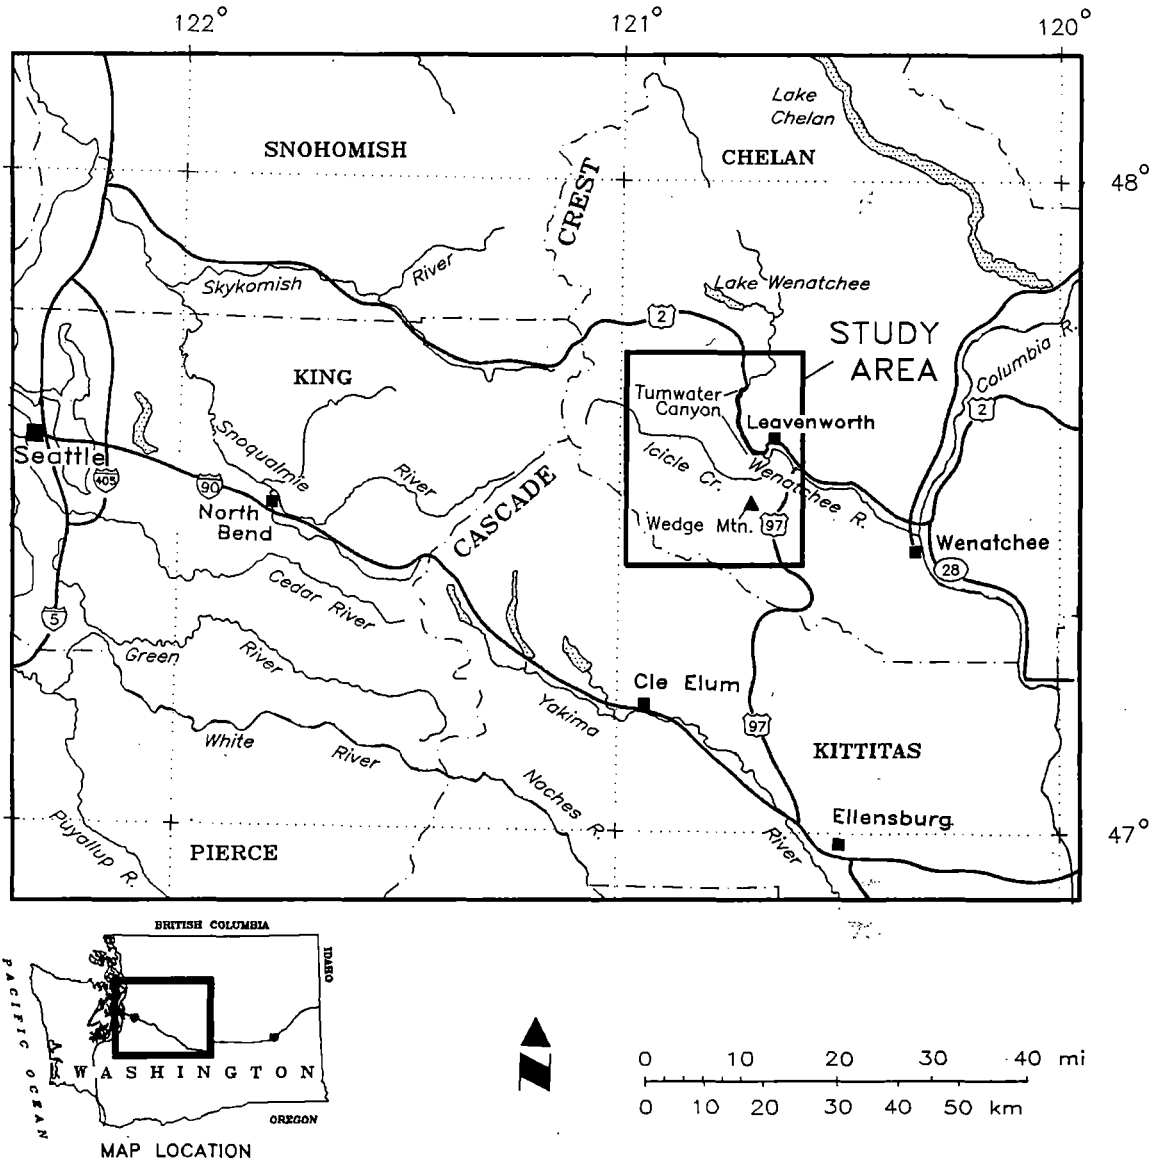 122° 121° 120°
Lake
Chelan
SNOHOMISH
CHELAN
48°
CREST
River
Skykomish
Lake Wenatchee
2
STUDY
AREA
Columbia R.
KING
Tumwater
Canyon
2
Leavenworth
Snoqualmie
Seattle
Icicle Cr.
Wenatchee R.
River
405
90
CASCADE
North
Bend
Wedge Mtn.
97
Wenatchee
28
Cedar River
5
Green
River
Cle Elum
Yakima
97
White
River
KITTITAS
Naches R.
Ellensburg
47°
Puyallup R.
PIERCE
River
BRITISH COLUMBIA
IDAHO
PACIFIC OCEAN
WASHINGTON
OREGON
MAP LOCATION
0 10 20 30 40 mi
0 10 20 30 40 50 km